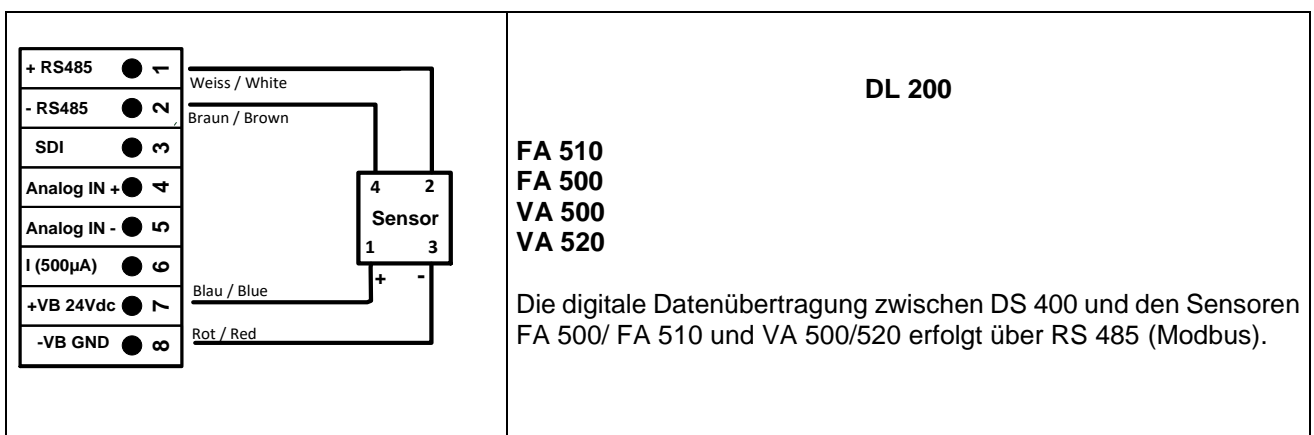 + RS485 1
- RS485 2
SDI 3
Analog IN + 4
Analog IN - 5
I (500µA) 6
+VB 24Vdc 7
-VB GND 8
Weiss / White
Braun / Brown
Blau / Blue
Rot / Red
4 2
Sensor
1 3
+ -
DL 200
FA 510
FA 500
VA 500
VA 520
Die digitale Datenübertragung zwischen DS 400 und den Sensoren
FA 500/ FA 510 und VA 500/520 erfolgt über RS 485 (Modbus).